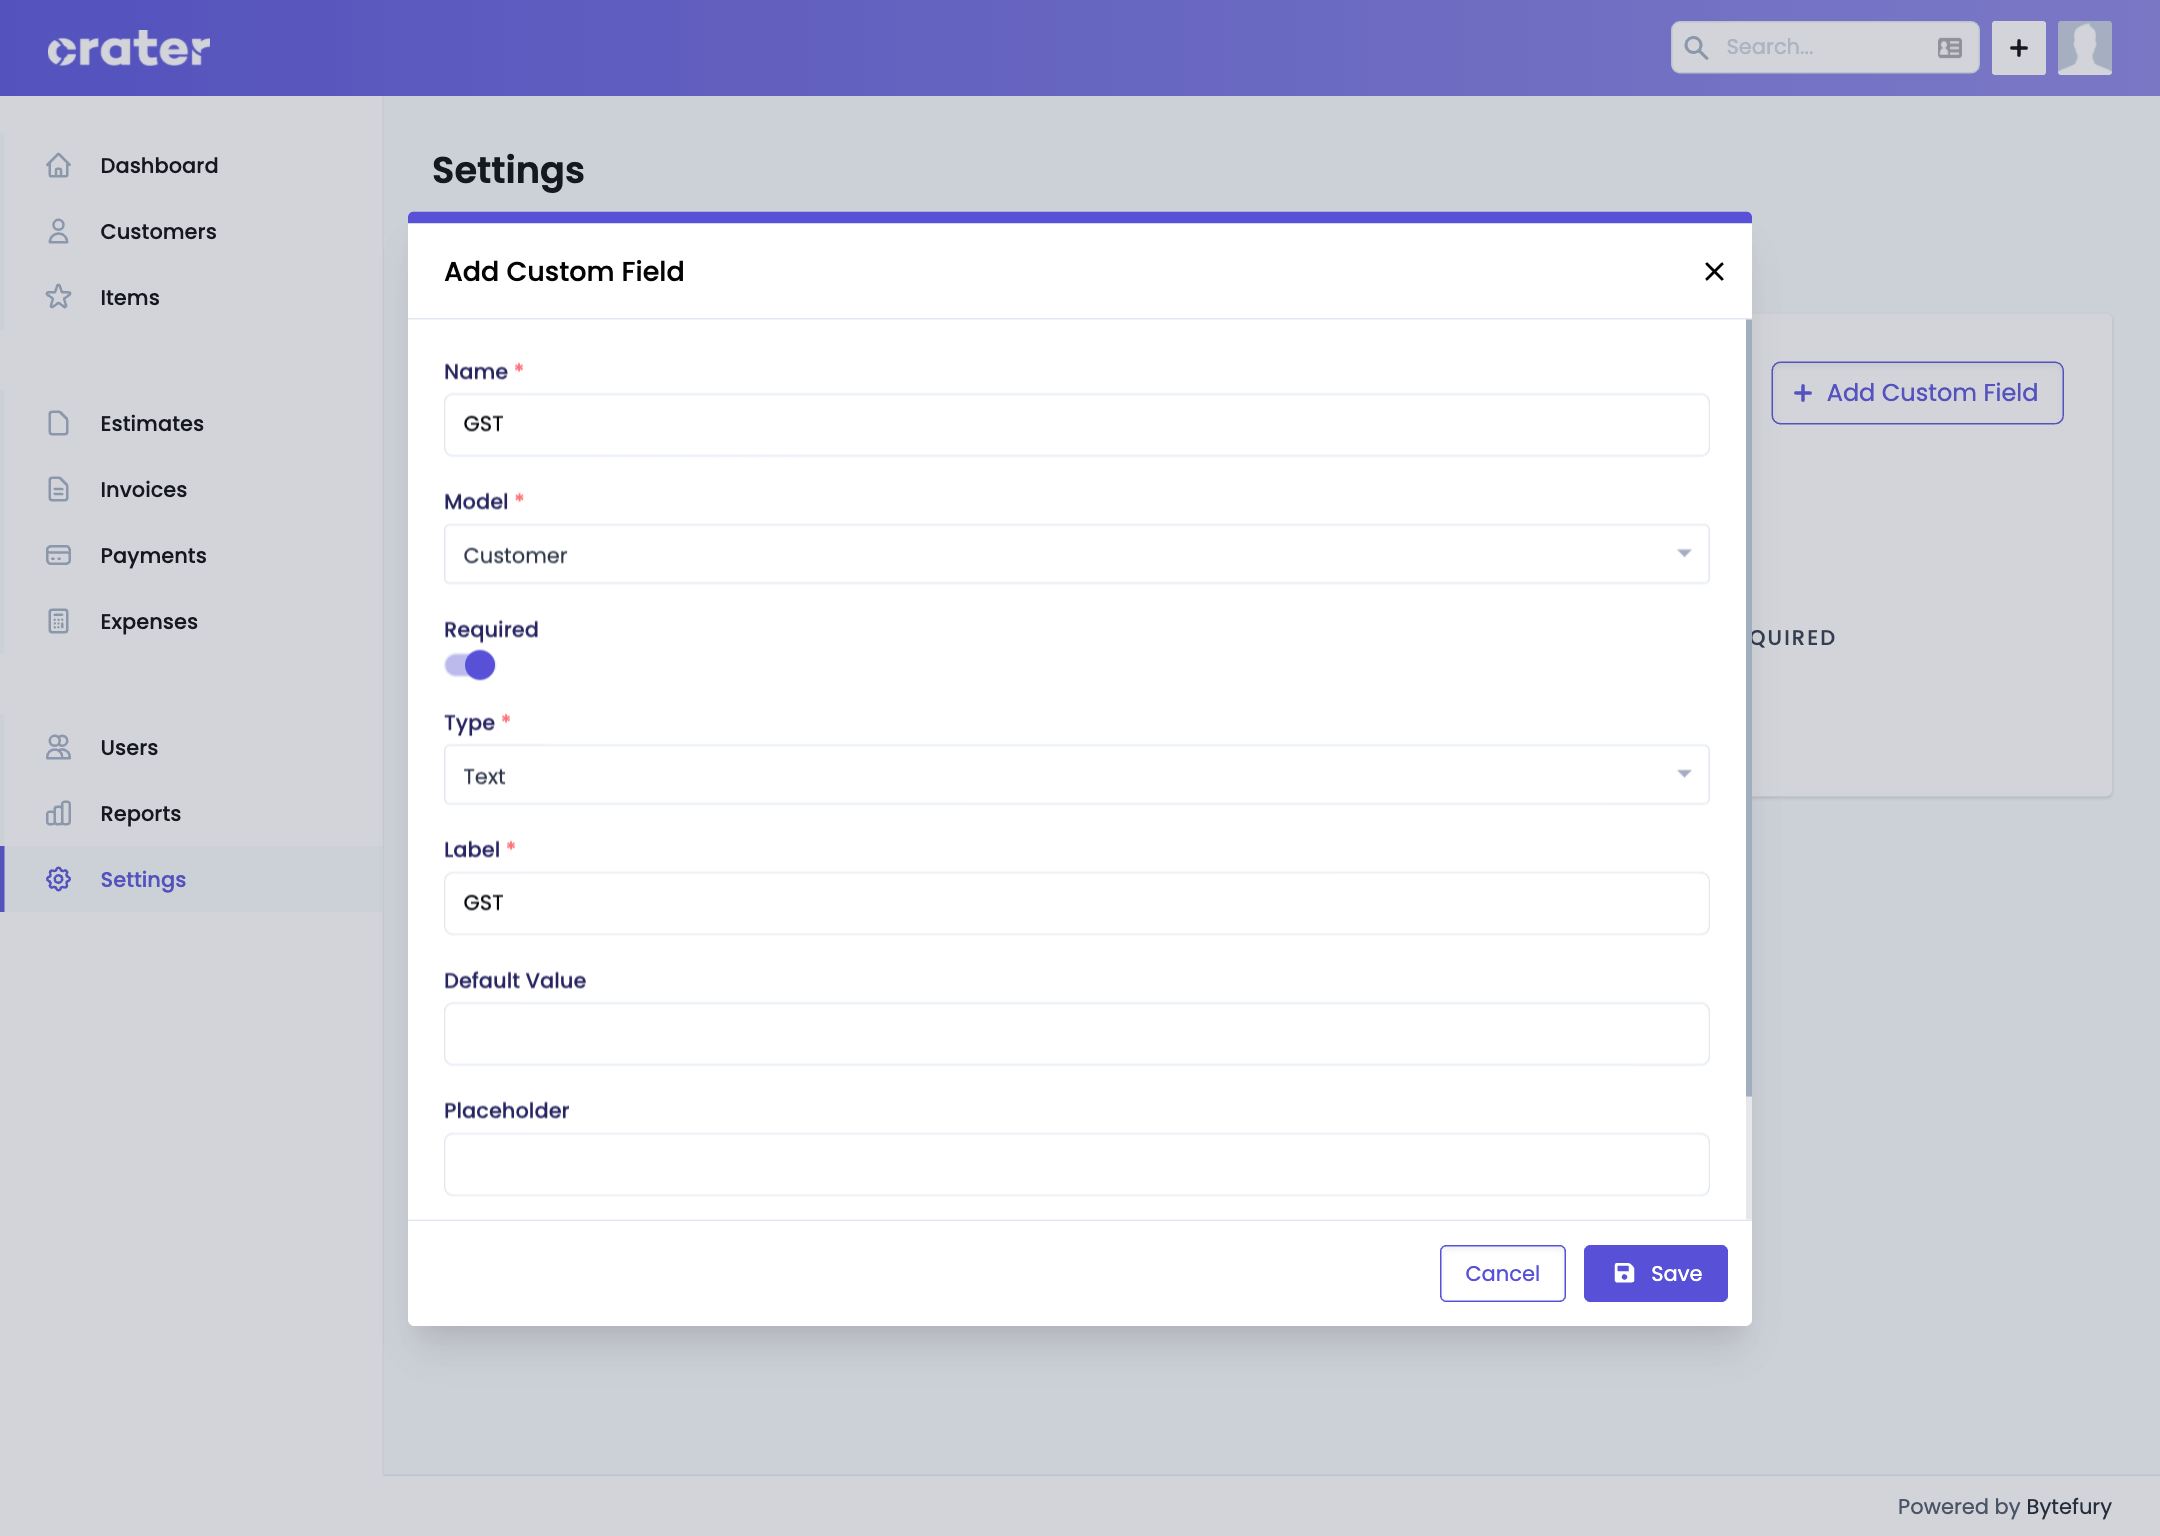 crater
Search...
Dashboard
Customers
Items
Estimates
Invoices
Payments
Expenses
Users
Reports
Settings
Settings
Add Custom Field
Name *
GST
Model *
Customer
Required
Type *
Text
Label *
GST
Default Value
Placeholder
Cancel
Save
+ Add Custom Field
QUIRED
Powered by Bytefury